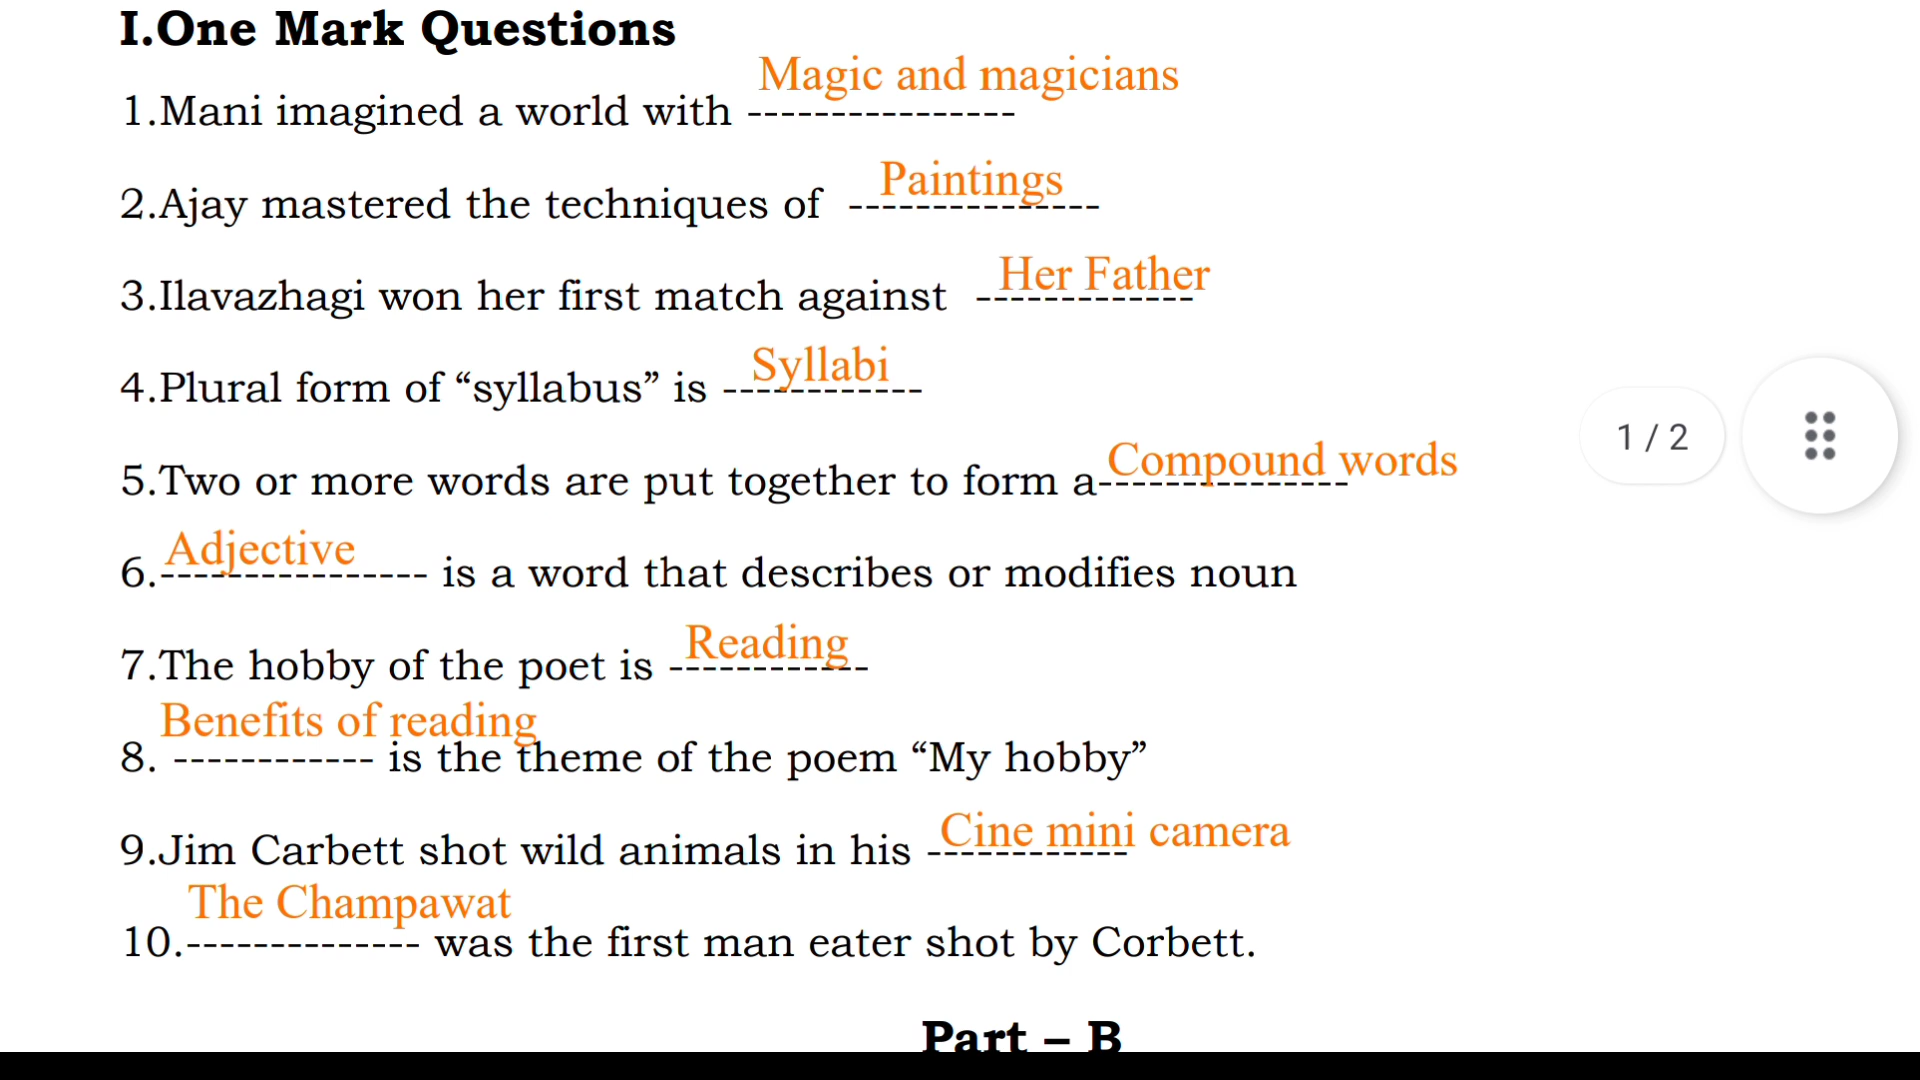 I.One Mark Questions
Magic and magicians
1.Mani imagined a world with ----------------
Paintings
2.Ajay mastered the techniques of ---------------
Her Father
3.Ilavazhagi won her first match against -------------
Syllabi
4.Plural form of “syllabus” is ------------
Compound words
5.Two or more words are put together to form a---------------
Adjective
6.---------------- is a word that describes or modifies noun
Reading
7.The hobby of the poet is ------------
Benefits of reading
8. ------------ is the theme of the poem “My hobby”
Cine mini camera
9.Jim Carbett shot wild animals in his ------------
The Champawat
10.-------------- was the first man eater shot by Corbett.
Part – B
1 / 2